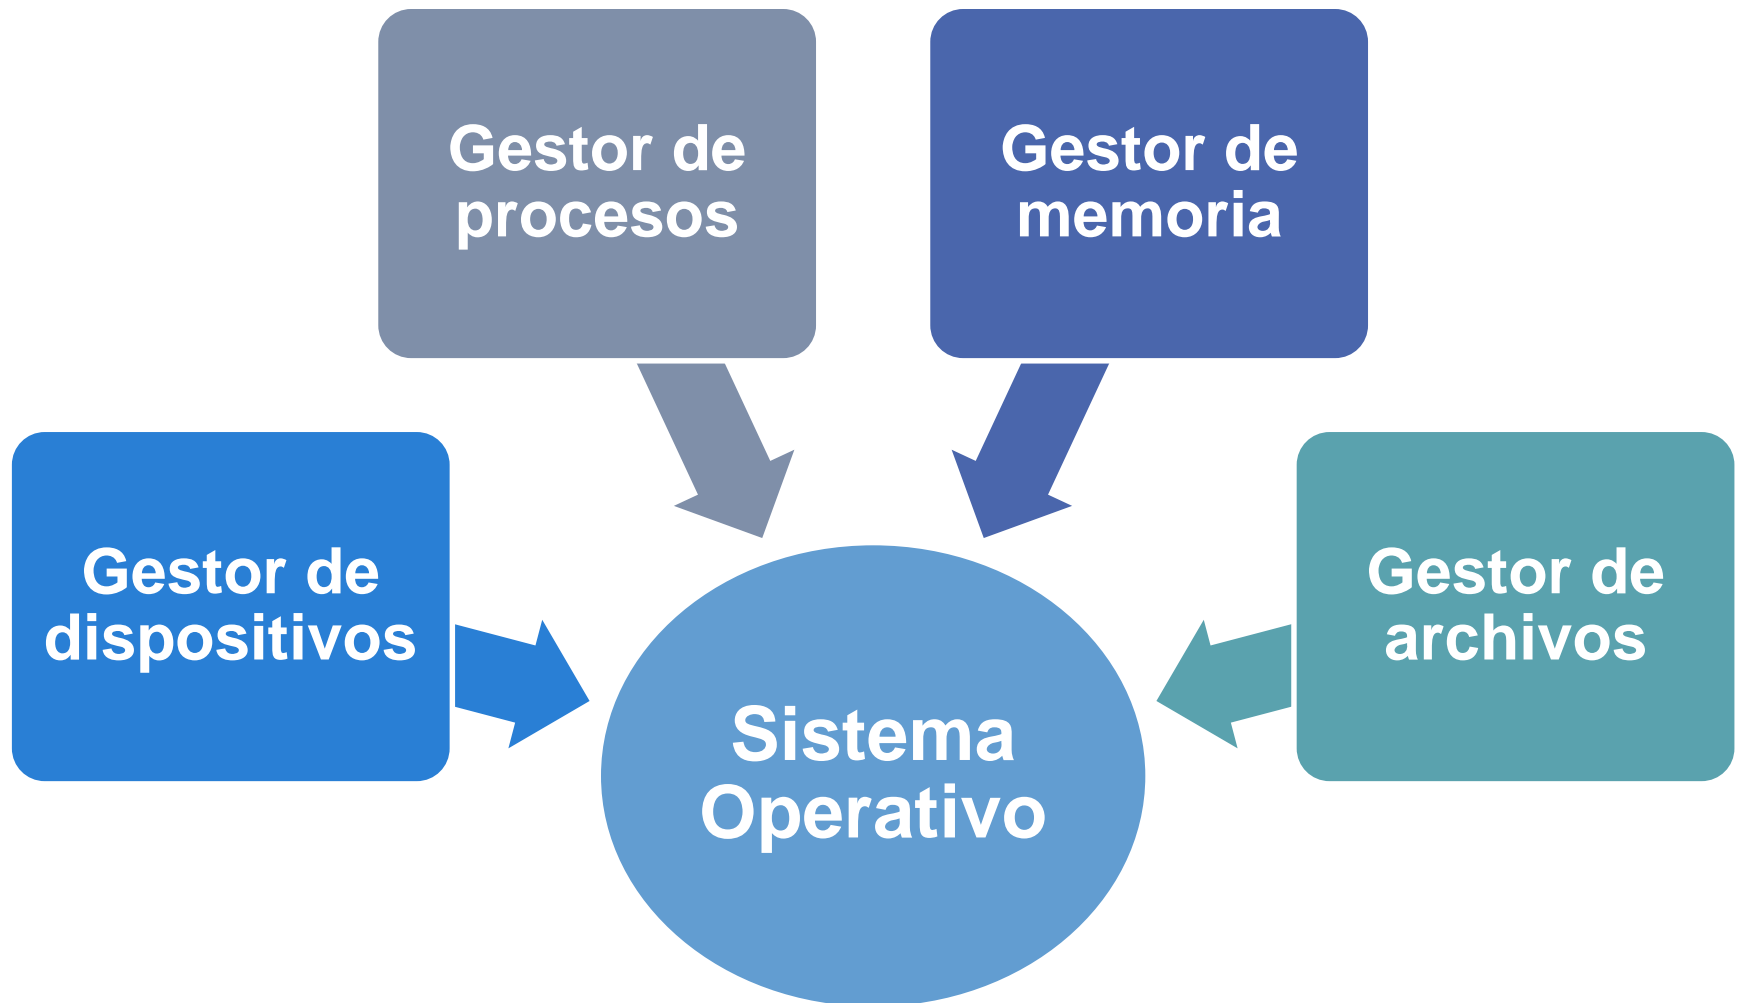 Gestor de
procesos
Gestor de
memoria
Gestor de
dispositivos
Gestor de
archivos
Sistema
Operativo